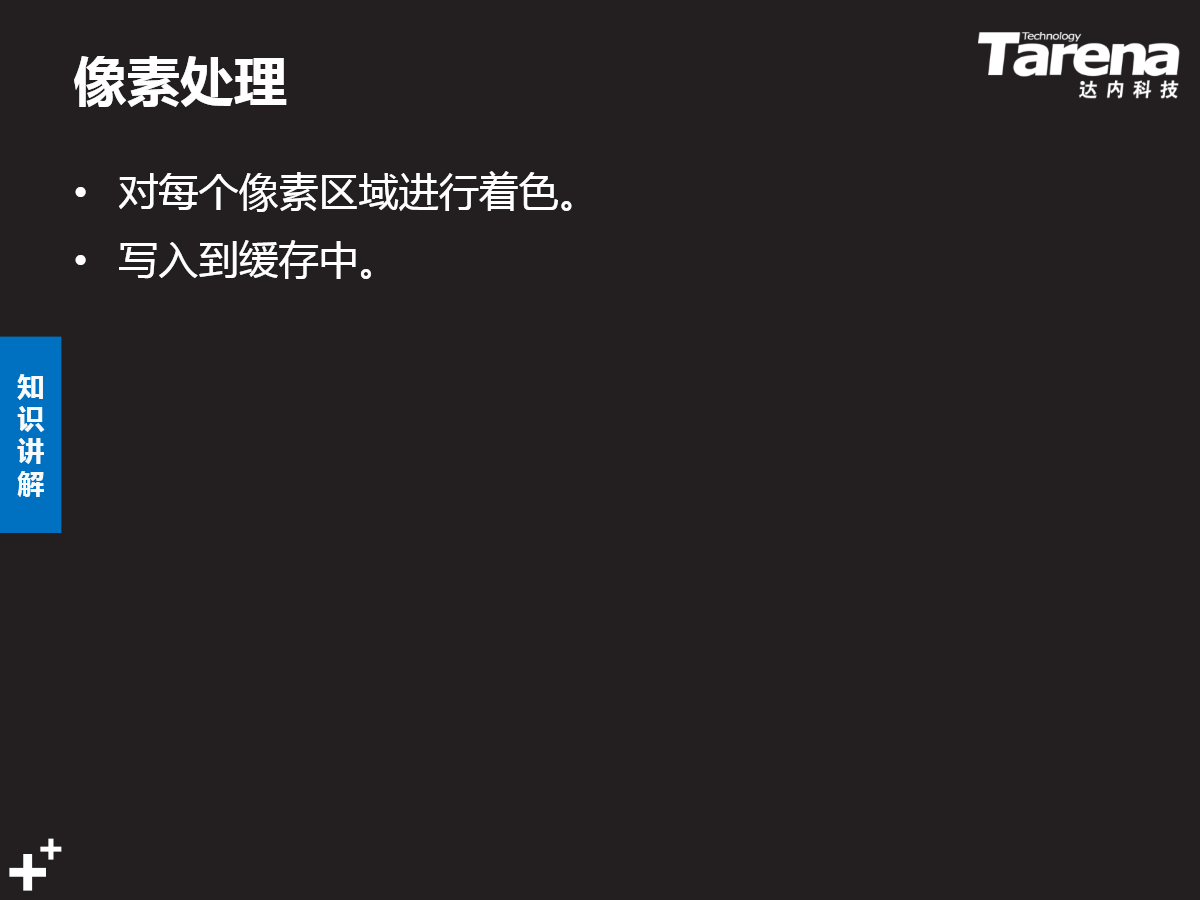 Technology
Tarena
达内科技
像素处理
• 对每个像素区域进行着色。
• 写入到缓存中。
知
识
讲
解